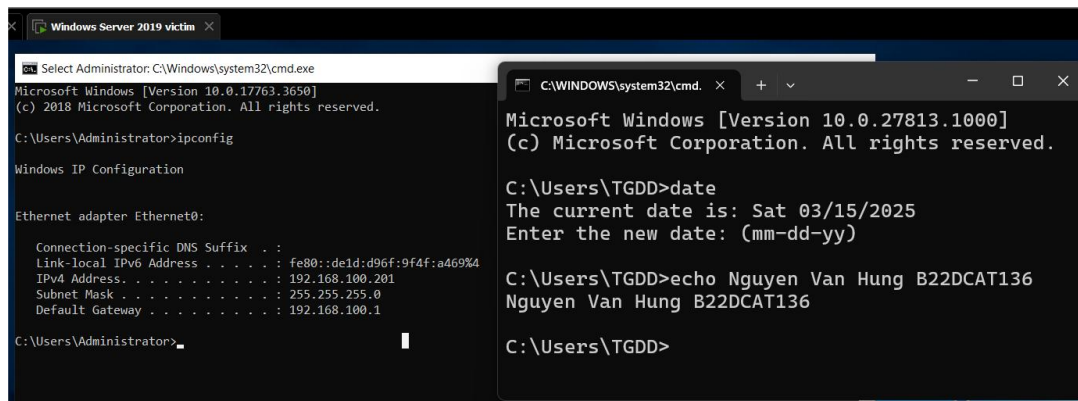 Windows Server 2019 victim
Select Administrator: C:\Windows\system32\cmd.exe
Microsoft Windows [Version 10.0.17763.3650]
(c) 2018 Microsoft Corporation. All rights reserved.
C:\Users\Administrator>ipconfig
Windows IP Configuration
Ethernet adapter Ethernet0:
Connection-specific DNS Suffix . :
Link-local IPv6 Address . . . . . : fe80::de1d:d96f:9f4f:a469%4
IPv4 Address. . . . . . . . . . . : 192.168.100.201
Subnet Mask . . . . . . . . . . . : 255.255.255.0
Default Gateway . . . . . . . . . : 192.168.100.1
C:\Users\Administrator>
C:\WINDOWS\system32\cmd.
Microsoft Windows [Version 10.0.27813.1000]
(c) Microsoft Corporation. All rights reserved.
C:\Users\TGDD>date
The current date is: Sat 03/15/2025
Enter the new date: (mm-dd-yy)
C:\Users\TGDD>echo Nguyen Van Hung B22DCAT136
Nguyen Van Hung B22DCAT136
C:\Users\TGDD>